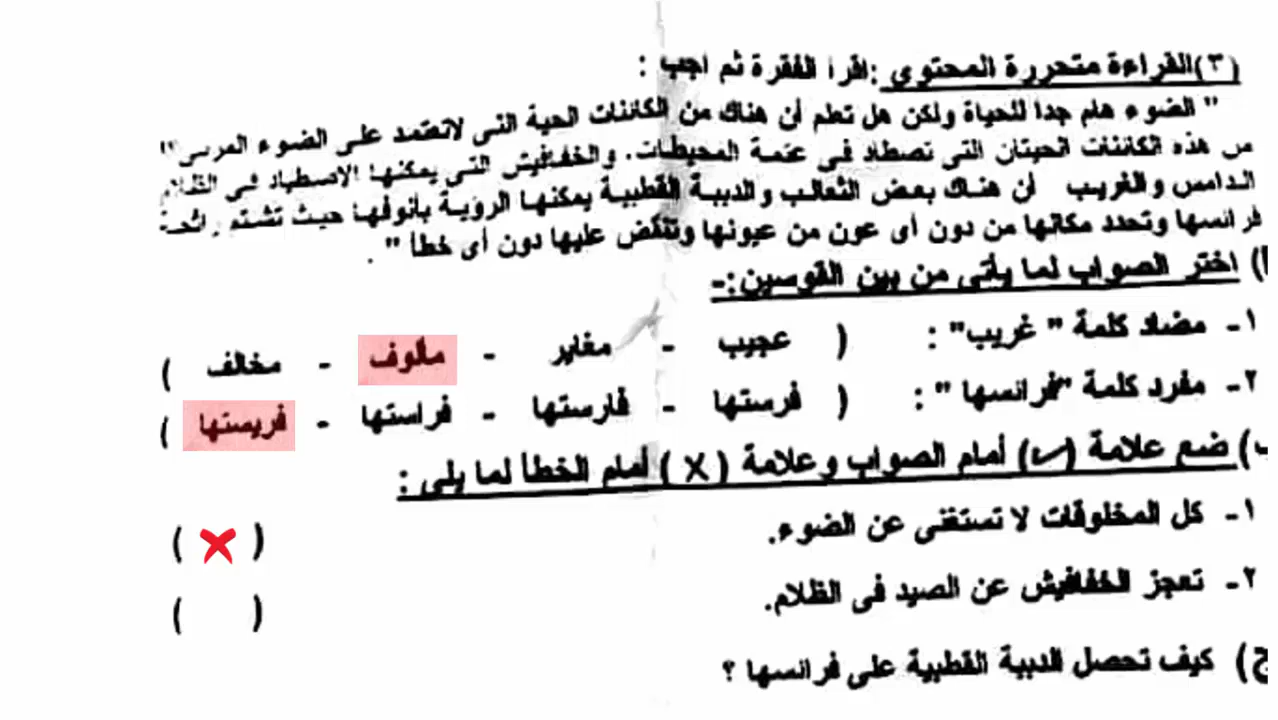 (٣) القراءة متحررة المحتوى : اقرأ الفقرة ثم أجب :
" الضوء هام جدا للحياة ولكن هل تعلم أن هناك من الكائنات الحية التى لاتعتمد على الضوء المرئى"
من هذه الكائنات الحيتان التى تصطاد فى عتمة المحيطات. والخفافيش التى يمكنها الاصطياد فى الظلام
الدامس والغريب أن هناك بعض الثعالب والدببة القطبية يمكنها الرؤية بأنوفها حيث تشتم رائحة
فرائسها وتحدد مكانها من دون أى عون من عيونها وتنقض عليها دون أى خطأ " .
أ) اختر الصواب لما يأتى من بين القوسين:-
١- مضاد كلمة " غريب" : ( عجيب - مغاير - مألوف - مخالف )
٢- مفرد كلمة "فرائسها " : ( فرستها - فارستها - فراستها - فريستها )
ب) ضع علامة (✓) أمام الصواب وعلامة (X) أمام الخطأ لما يلى :
١- كل المخلوقات لا تستغنى عن الضوء. ( X )
٢- تعجز الخفافيش عن الصيد فى الظلام. ( )
ج) كيف تحصل الدببة القطبية على فرائسها ؟